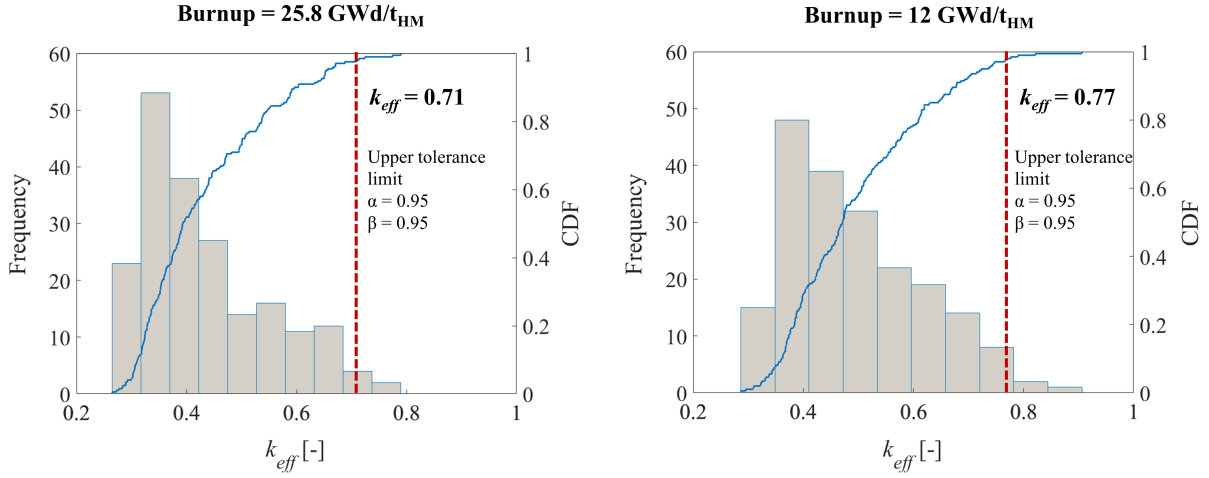 Burnup = 25.8 GWd/tHM
60
50
40
30
20
10
0
Frequency
1
0.8
0.6
0.4
0.2
0
CDF
keff = 0.71
Upper tolerance
limit
α = 0.95
β = 0.95
0.2 0.4 0.6 0.8 1
keff [-]
Burnup = 12 GWd/tHM
60
50
40
30
20
10
0
Frequency
1
0.8
0.6
0.4
0.2
0
CDF
keff = 0.77
Upper tolerance
limit
α = 0.95
β = 0.95
0.2 0.4 0.6 0.8 1
keff [-]